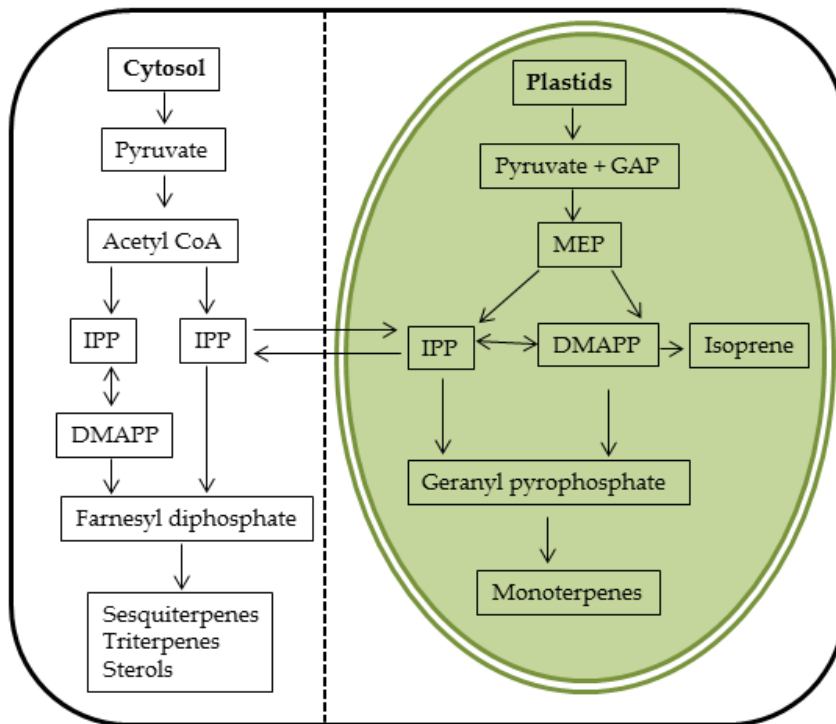 Cytosol
Pyruvate
Acetyl CoA
IPP
IPP
DMAPP
Farnesyl diphosphate
Sesquiterpenes
Triterpenes
Sterols
Plastids
Pyruvate + GAP
MEP
IPP
DMAPP
Isoprene
Geranyl pyrophosphate
Monoterpenes